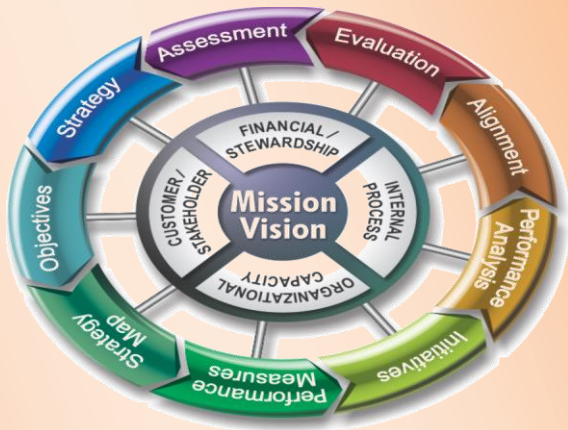 Assessment
Evaluation
Strategy
Alignment
FINANCIAL /
STEWARDSHIP
CUSTOMER /
STAKEHOLDER
Mission
Vision
INTERNAL
PROCESS
Objectives
Performance
Analysis
ORGANIZATIONAL
CAPACITY
Strategy
Map
Initiatives
Performance
Measures